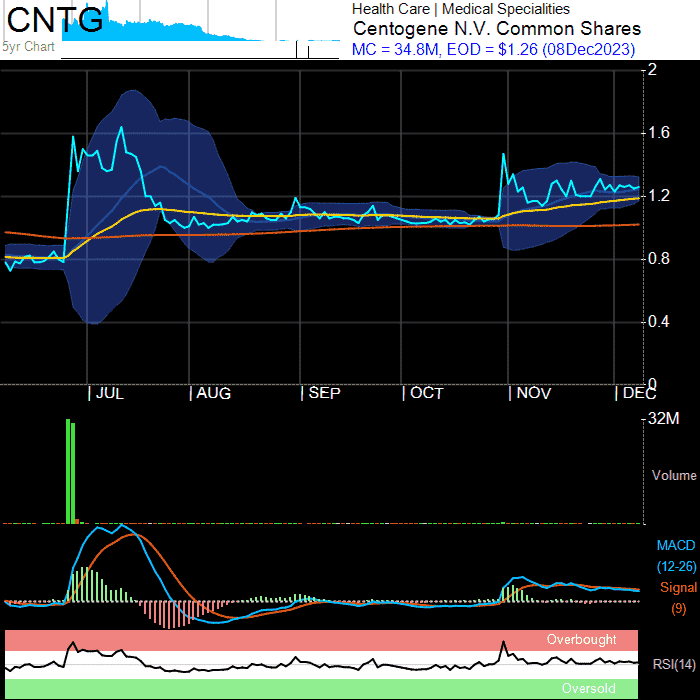 CNTG
5yr Chart
Health Care | Medical Specialities
Centogene N.V. Common Shares
MC = 34.8M, EOD = $1.26 (08Dec2023)
2
1.6
1.2
0.8
0.4
0
JUL AUG SEP OCT NOV DEC
32M
Volume
MACD
(12-26)
Signal
(9)
Overbought
RSI(14)
Oversold